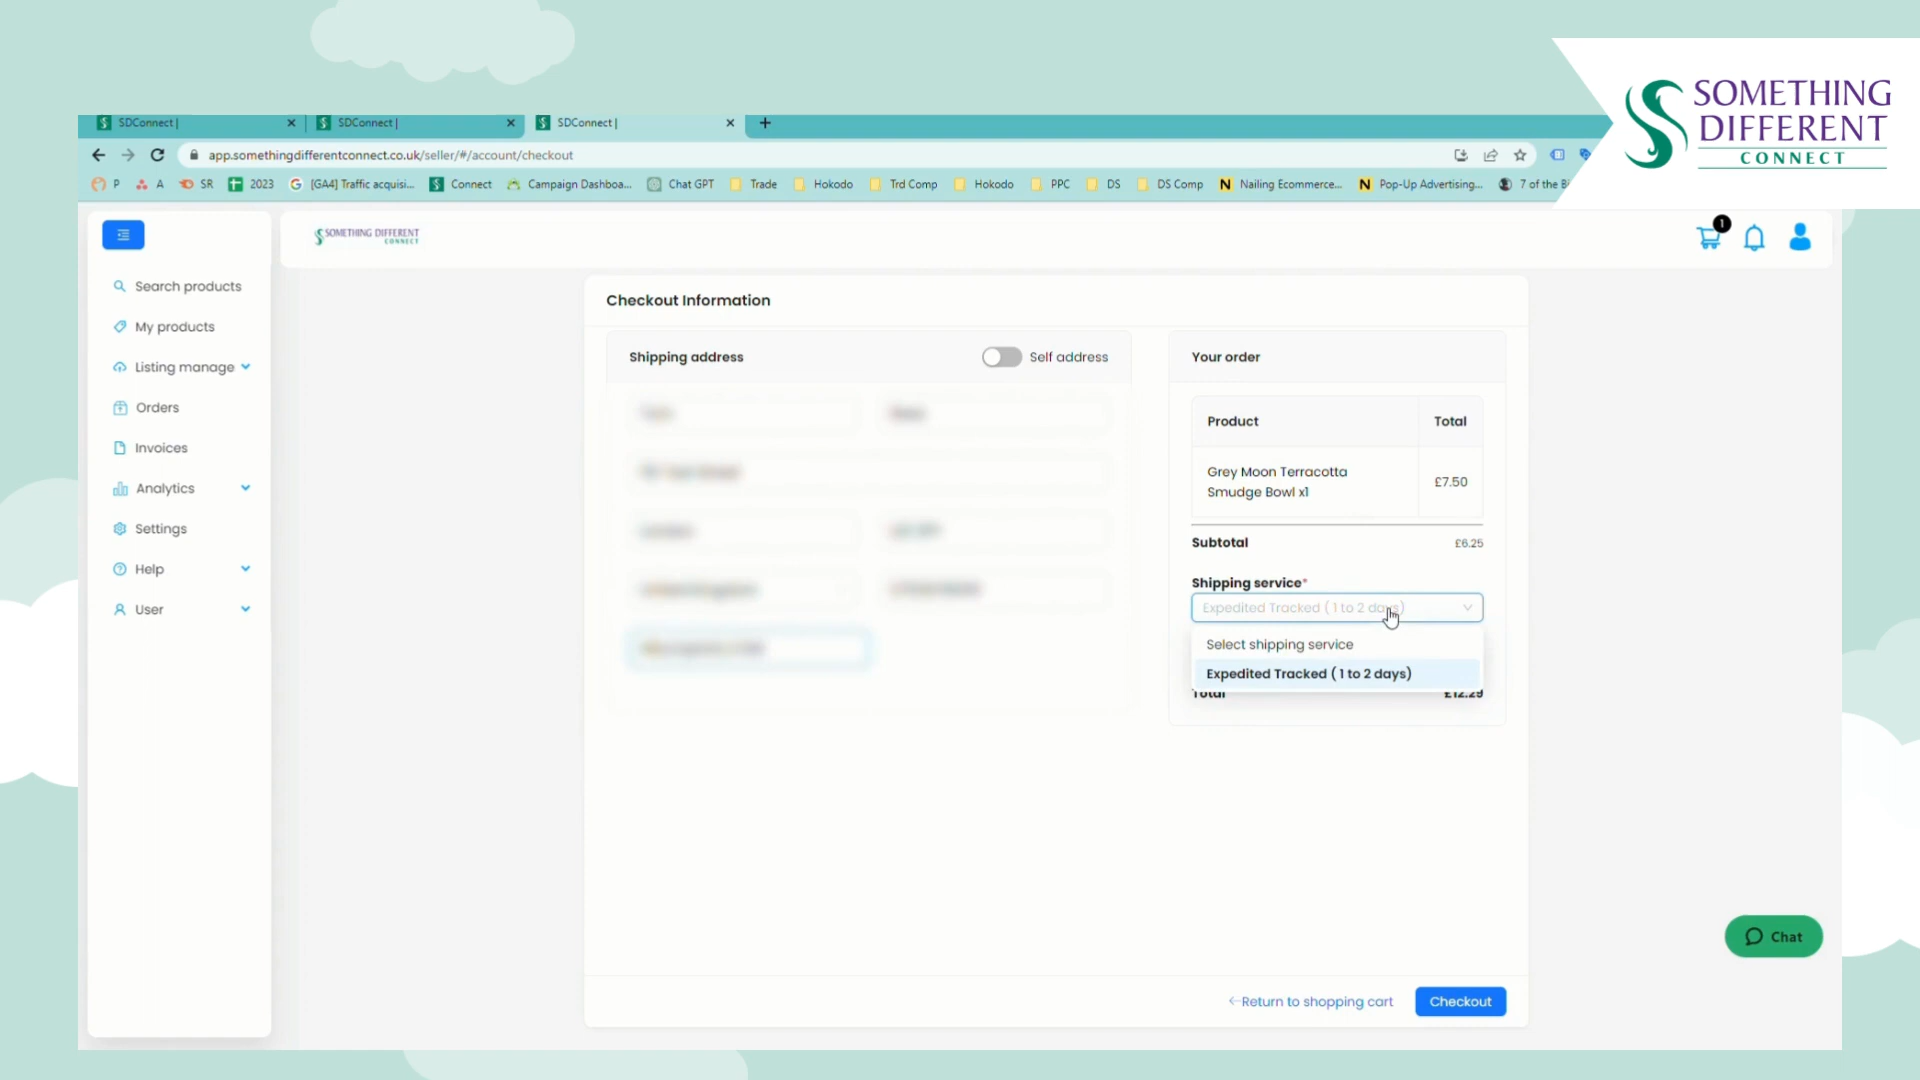 SOMETHING
DIFFERENT
CONNECT
SDConnect |
SDConnect |
SDConnect |
app.somethingdifferentconnect.co.uk/seller/#/account/checkout
P
A
SR
2023
[GA4] Traffic acquisi...
Connect
Campaign Dashboa...
Chat GPT
Trade
Hokodo
Trd Comp
Hokodo
PPC
DS
DS Comp
Nailing Ecommerce...
Pop-Up Advertising...
7 of the
SOMETHING DIFFERENT
CONNECT
1
Search products
My products
Listing manage
Orders
Invoices
Analytics
Settings
Help
User
Checkout Information
Shipping address
Self address
Your order
Product
Total
Grey Moon Terracotta
Smudge Bowl x1
£7.50
Subtotal
£6.25
Shipping service*
Expedited Tracked ( 1 to 2 days)
Select shipping service
Expedited Tracked ( 1 to 2 days)
Total
£12.29
←Return to shopping cart
Checkout
Chat